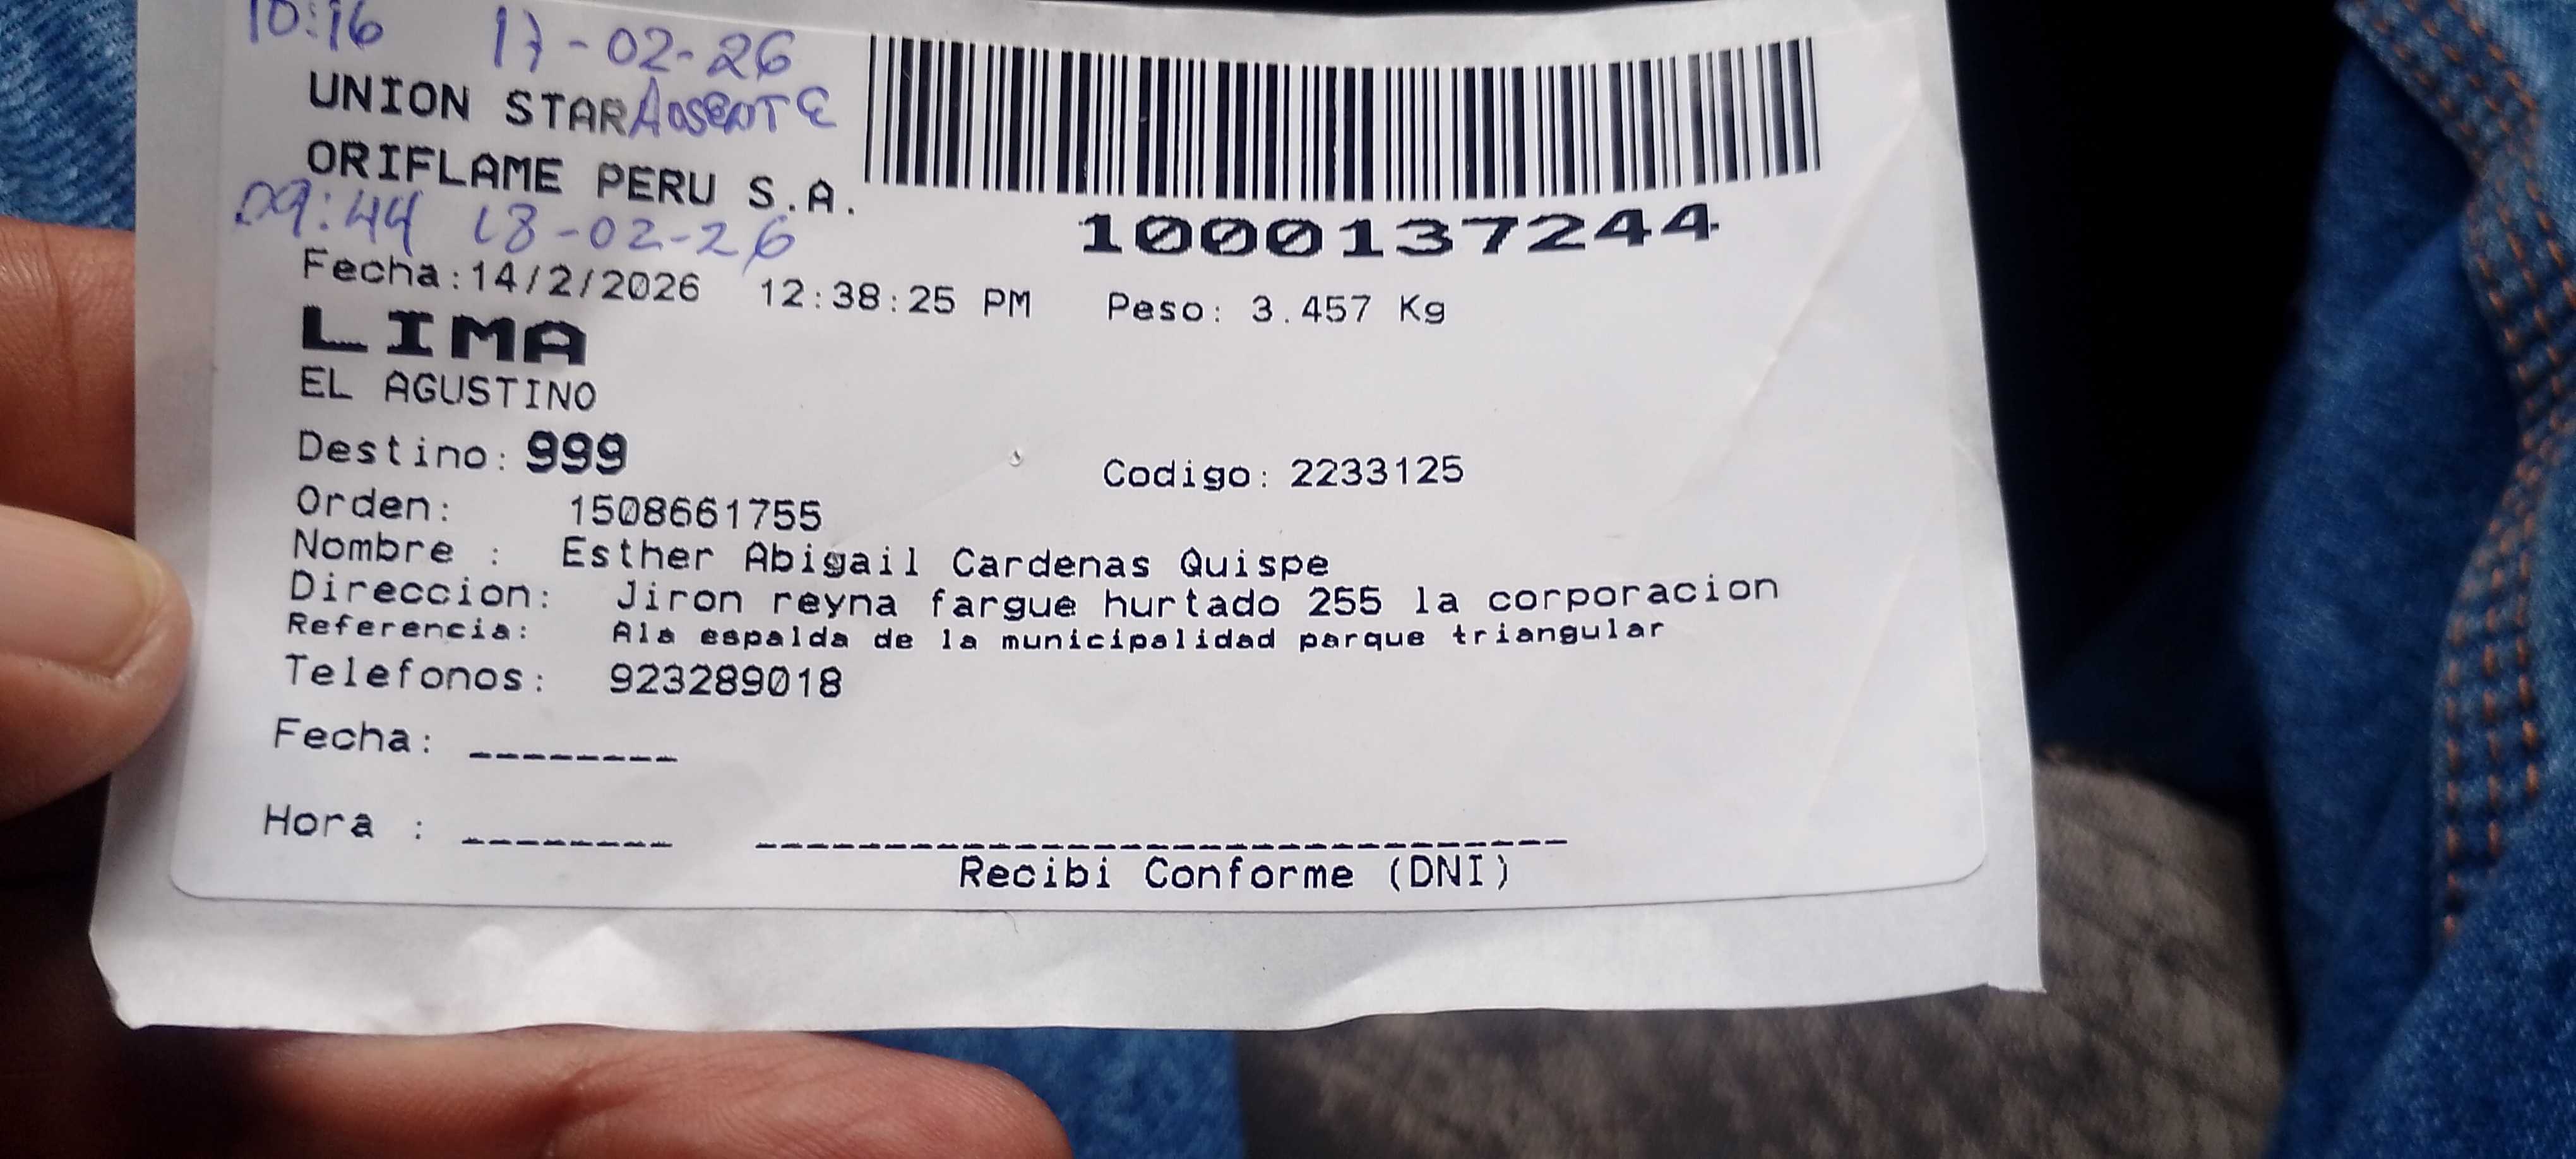 10:16 17-02-26
UNION STAR AUSENTE
ORIFLAME PERU S.A.
09:44 18-02-26
1000137244
Fecha:14/2/2026 12:38:25 PM Peso: 3.457 Kg
LIMA
EL AGUSTINO
Destino: 999
Codigo: 2233125
Orden: 1508661755
Nombre : Esther Abigail Cardenas Quispe
Direccion: Jiron reyna fargue hurtado 255 la corporacion
Referencia: Ala espalda de la municipalidad parque triangular
Telefonos: 923289018
Fecha: ________
Hora : ________
Recibi Conforme (DNI)